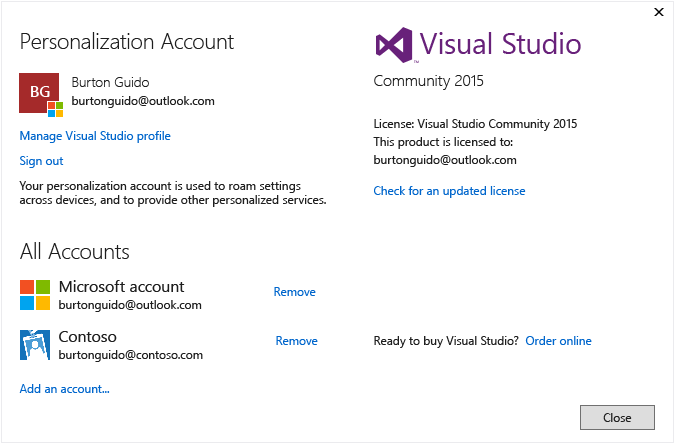 Personalization Account
BG
Burton Guido
burtonguido@outlook.com
Manage Visual Studio profile
Sign out
Your personalization account is used to roam settings
across devices, and to provide other personalized services.
All Accounts
Microsoft account
burtonguido@outlook.com
Remove
Contoso
burtonguido@contoso.com
Remove
Add an account...
Visual Studio™
Community 2015
License: Visual Studio Community 2015
This product is licensed to:
burtonguido@outlook.com
Check for an updated license
Ready to buy Visual Studio? Order online
Close